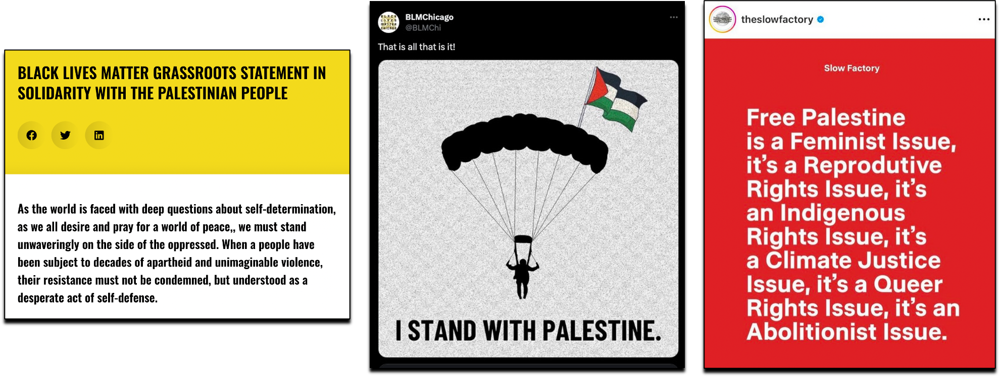 BLACK LIVES MATTER GRASSROOTS STATEMENT IN
SOLIDARITY WITH THE PALESTINIAN PEOPLE
As the world is faced with deep questions about self-determination,
as we all desire and pray for a world of peace,, we must stand
unwaveringly on the side of the oppressed. When a people have
been subject to decades of apartheid and unimaginable violence,
their resistance must not be condemned, but understood as a
desperate act of self-defense.
BLACK
LIVES
MATTER
CHICAGO
BLMChicago
@BLMChi
That is all that is it!
I STAND WITH PALESTINE.
theslowfactory
Slow Factory
Free Palestine
is a Feminist Issue,
it's a Reprodutive
Rights Issue, it's
an Indigenous
Rights Issue, it's
a Climate Justice
Issue, it's a Queer
Rights Issue, it's an
Abolitionist Issue.